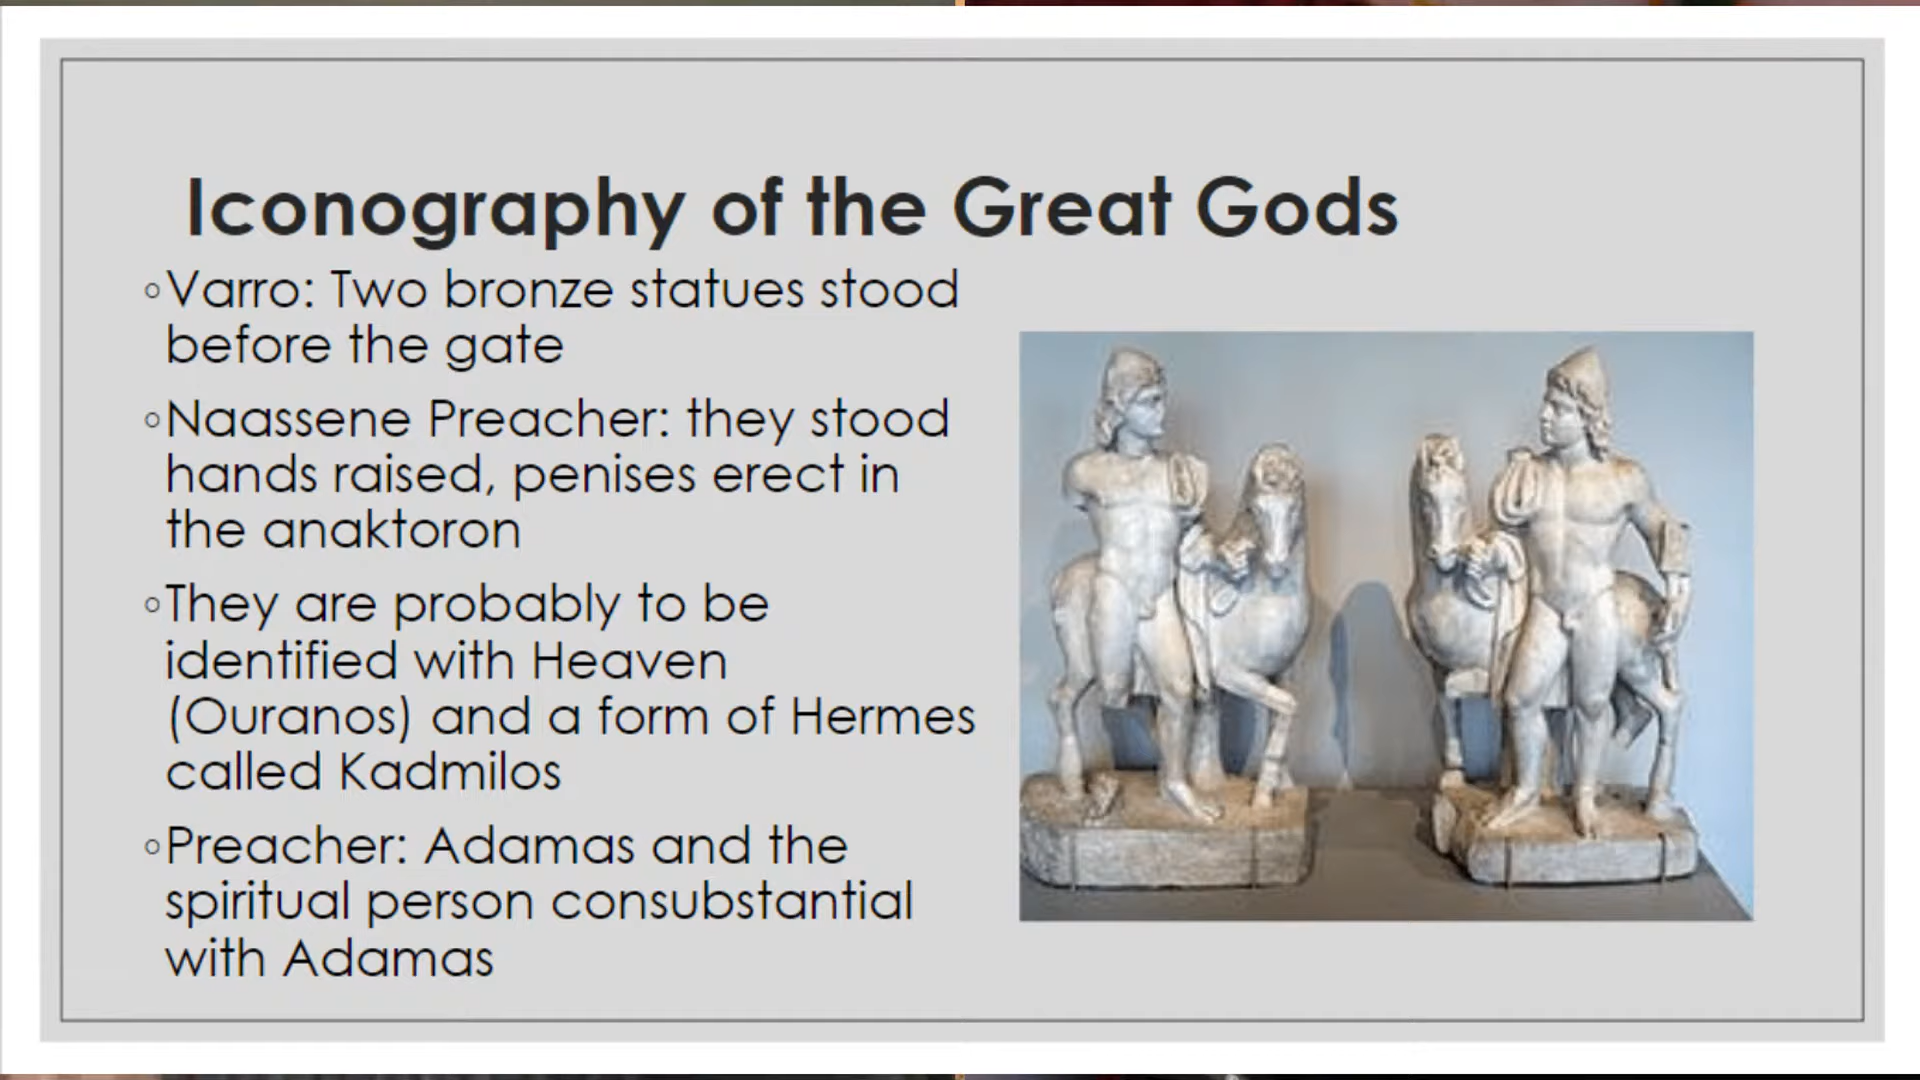 Iconography of the Great Gods
◦Varro: Two bronze statues stood
before the gate
◦Naassene Preacher: they stood
hands raised, penises erect in
the anaktoron
◦They are probably to be
identified with Heaven
(Ouranos) and a form of Hermes
called Kadmilos
◦Preacher: Adamas and the
spiritual person consubstantial
with Adamas